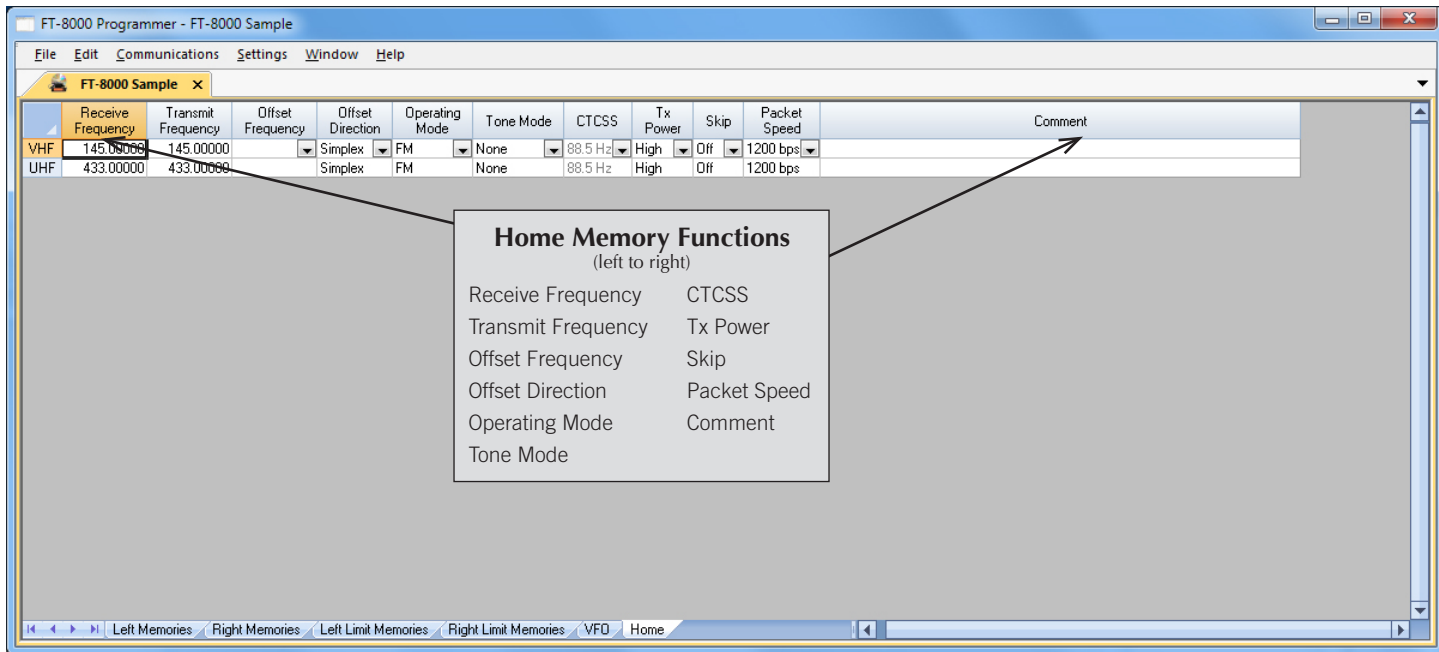 FT-8000 Programmer - FT-8000 Sample
File Edit Communications Settings Window Help
FT-8000 Sample X
Receive Frequency Transmit Frequency Offset Frequency Offset Direction Operating Mode Tone Mode CTCSS Tx Power Skip Packet Speed Comment
VHF 145.00000 145.00000 Simplex FM None 88.5 Hz High Off 1200 bps
UHF 433.00000 433.00000 Simplex FM None 88.5 Hz High Off 1200 bps
Home Memory Functions
(left to right)
Receive Frequency CTCSS
Transmit Frequency Tx Power
Offset Frequency Skip
Offset Direction Packet Speed
Operating Mode Comment
Tone Mode
Left Memories Right Memories Left Limit Memories Right Limit Memories VFO Home